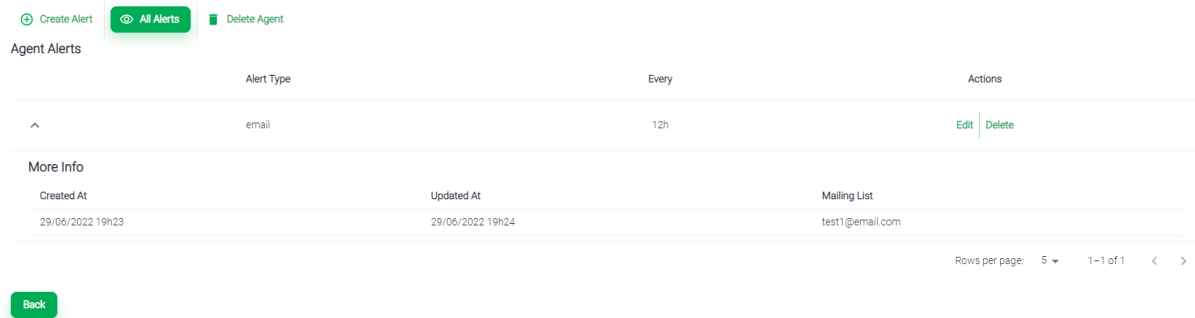 Create Alert All Alerts Delete Agent
Agent Alerts
Alert Type Every Actions
email 12h Edit Delete
More Info
Created At Updated At Mailing List
29/06/2022 19h23 29/06/2022 19h24 test1@email.com
Rows per page: 5 1–1 of 1
Back